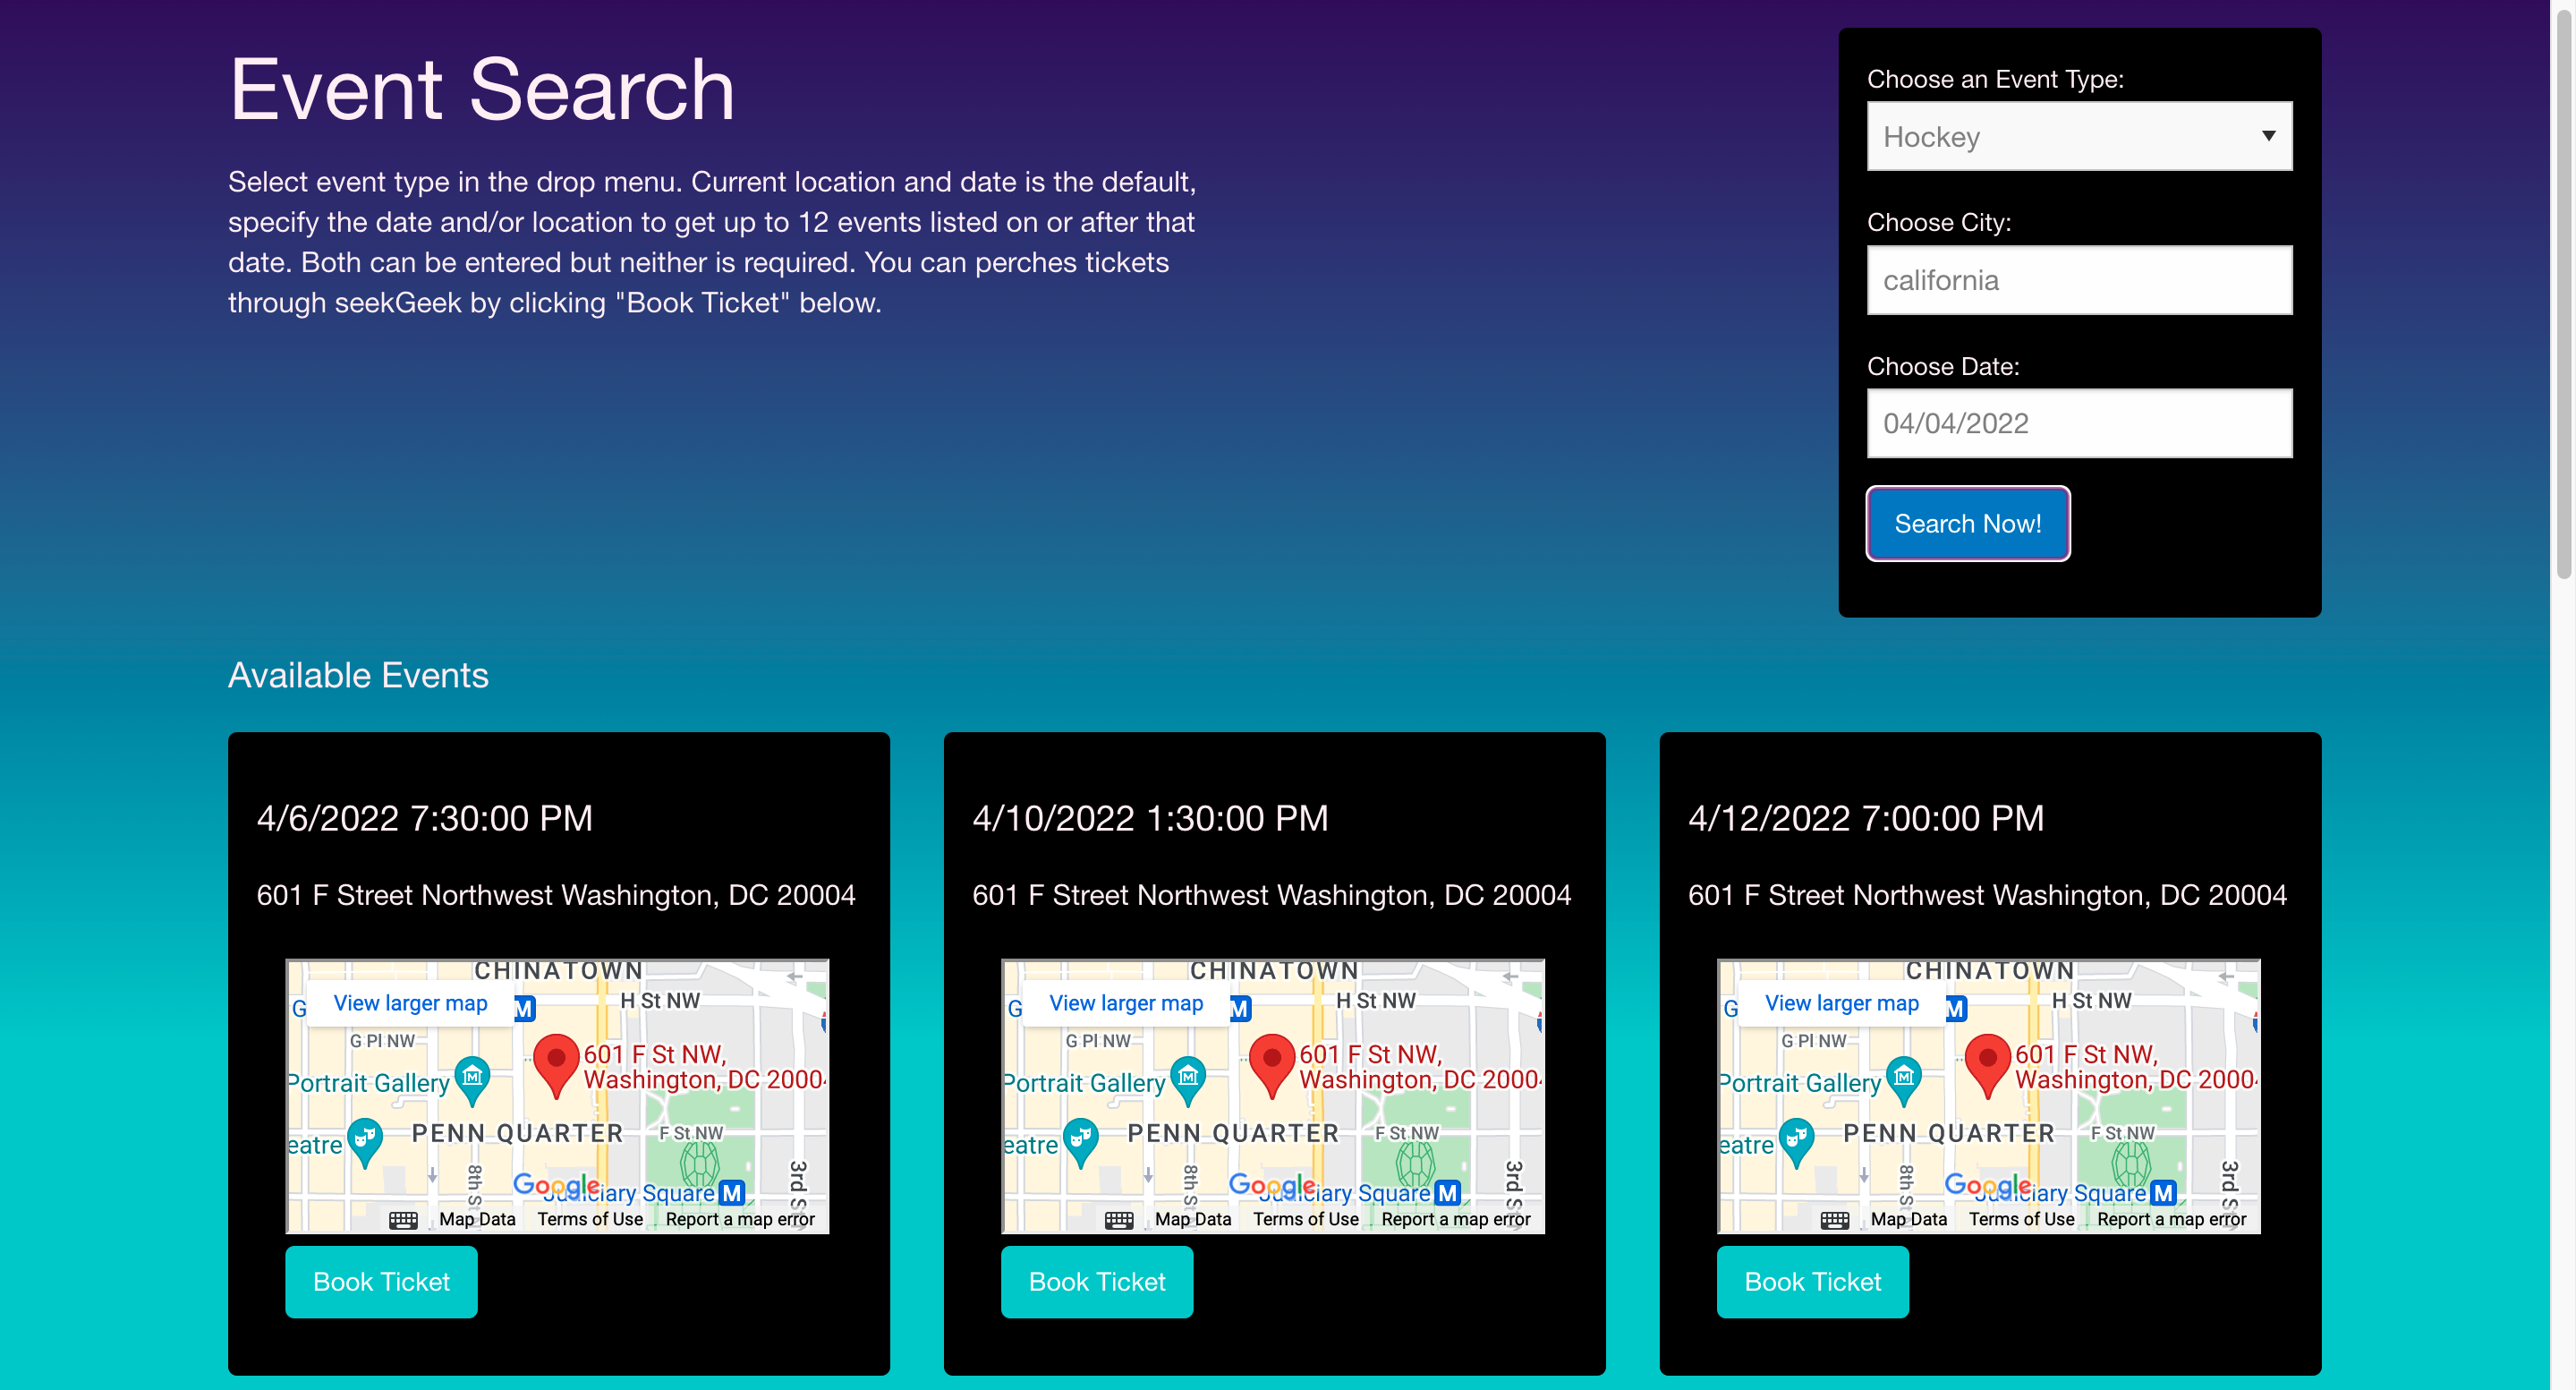 Event Search
Select event type in the drop menu. Current location and date is the default,
specify the date and/or location to get up to 12 events listed on or after that
date. Both can be entered but neither is required. You can perches tickets
through seekGeek by clicking "Book Ticket" below.
Choose an Event Type:
Hockey
Choose City:
california
Choose Date:
04/04/2022
Search Now!
Available Events
4/6/2022 7:30:00 PM
601 F Street Northwest Washington, DC 20004
CHINATOWN
G
View larger map
M
H St NW
G Pl NW
601 F St NW,
Washington, DC 2000
Portrait Gallery
eatre
PENN QUARTER
F St NW
8th St
3rd S
Google
Judiciary Square M
Map Data
Terms of Use
Report a map error
Book Ticket
4/10/2022 1:30:00 PM
601 F Street Northwest Washington, DC 20004
CHINATOWN
G
View larger map
M
H St NW
G Pl NW
601 F St NW,
Washington, DC 2000
Portrait Gallery
eatre
PENN QUARTER
F St NW
8th St
3rd S
Google
Judiciary Square M
Map Data
Terms of Use
Report a map error
Book Ticket
4/12/2022 7:00:00 PM
601 F Street Northwest Washington, DC 20004
CHINATOWN
G
View larger map
M
H St NW
G Pl NW
601 F St NW,
Washington, DC 2000
Portrait Gallery
eatre
PENN QUARTER
F St NW
8th St
3rd S
Google
Judiciary Square M
Map Data
Terms of Use
Report a map error
Book Ticket